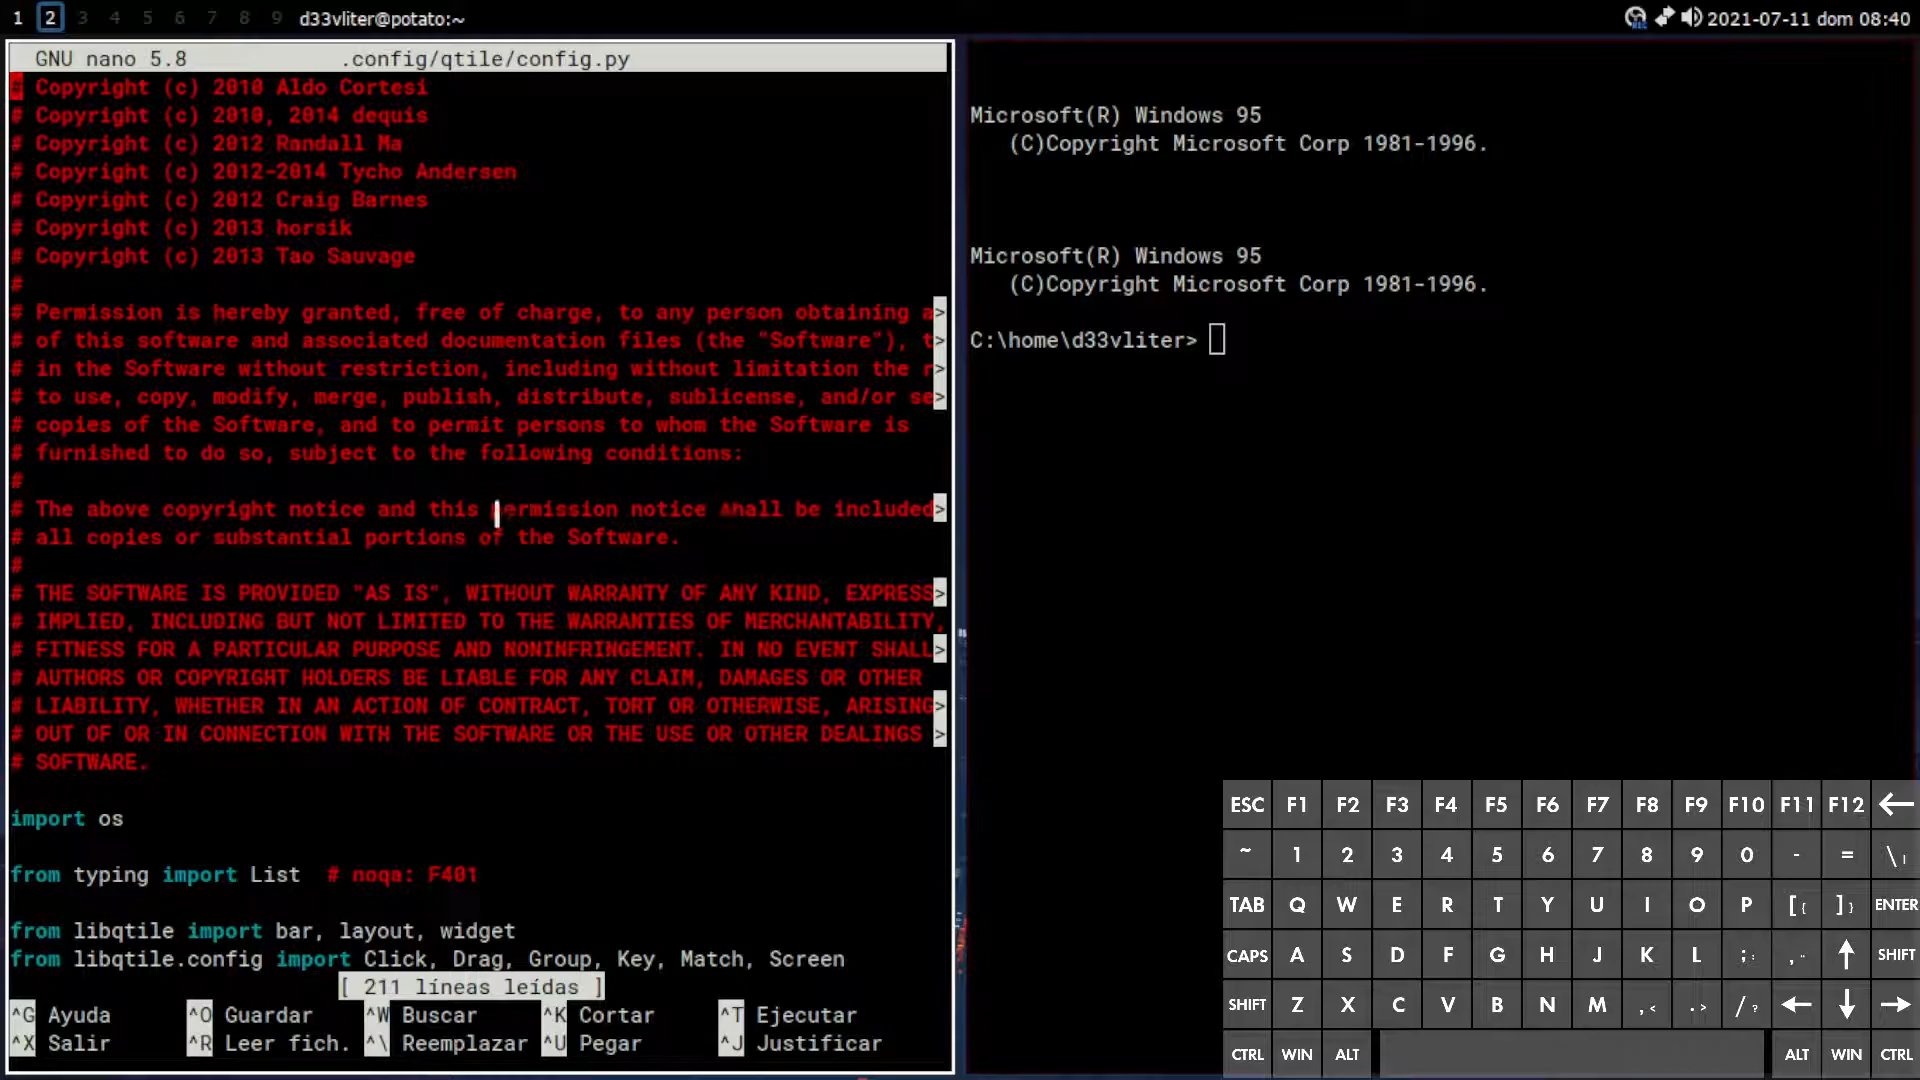 1 2 3 4 5 6 7 8 9 d33vliter@potato:~ 2021-07-11 dom 08:40
GNU nano 5.8 .config/qtile/config.py
# Copyright (c) 2010 Aldo Cortesi
# Copyright (c) 2010, 2014 dequis
# Copyright (c) 2012 Randall Ma
# Copyright (c) 2012-2014 Tycho Andersen
# Copyright (c) 2012 Craig Barnes
# Copyright (c) 2013 horsik
# Copyright (c) 2013 Tao Sauvage
#
# Permission is hereby granted, free of charge, to any person obtaining a>
# of this software and associated documentation files (the "Software"), t>
# in the Software without restriction, including without limitation the r>
# to use, copy, modify, merge, publish, distribute, sublicense, and/or se>
# copies of the Software, and to permit persons to whom the Software is
# furnished to do so, subject to the following conditions:
#
# The above copyright notice and this permission notice shall be included>
# all copies or substantial portions of the Software.
#
# THE SOFTWARE IS PROVIDED "AS IS", WITHOUT WARRANTY OF ANY KIND, EXPRESS>
# IMPLIED, INCLUDING BUT NOT LIMITED TO THE WARRANTIES OF MERCHANTABILITY,
# FITNESS FOR A PARTICULAR PURPOSE AND NONINFRINGEMENT. IN NO EVENT SHALL>
# AUTHORS OR COPYRIGHT HOLDERS BE LIABLE FOR ANY CLAIM, DAMAGES OR OTHER
# LIABILITY, WHETHER IN AN ACTION OF CONTRACT, TORT OR OTHERWISE, ARISING>
# OUT OF OR IN CONNECTION WITH THE SOFTWARE OR THE USE OR OTHER DEALINGS >
# SOFTWARE.
import os
from typing import List  # noqa: F401
from libqtile import bar, layout, widget
from libqtile.config import Click, Drag, Group, Key, Match, Screen
[ 211 líneas leídas ]
^G Ayuda ^O Guardar ^W Buscar ^K Cortar ^T Ejecutar
^X Salir ^R Leer fich. ^\ Reemplazar ^U Pegar ^J Justificar
Microsoft(R) Windows 95
(C)Copyright Microsoft Corp 1981-1996.
Microsoft(R) Windows 95
(C)Copyright Microsoft Corp 1981-1996.
C:\home\d33vliter>
ESC F1 F2 F3 F4 F5 F6 F7 F8 F9 F10 F11 F12 ←
~ 1 2 3 4 5 6 7 8 9 0 - = \|
TAB Q W E R T Y U I O P [{ ]} ENTER
CAPS A S D F G H J K L ;: ,¨ ↑ SHIFT
SHIFT Z X C V B N M ,< .> /? ← ↓ →
CTRL WIN ALT ALT WIN CTRL